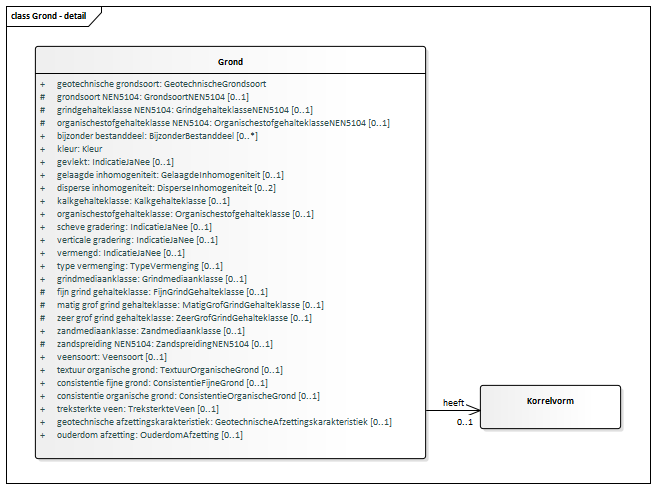 class Grond - detail
Grond
+ geotechnische grondsoort: GeotechnischeGrondsoort
# grondsoort NEN5104: GrondsoortNEN5104 [0..1]
# grindgehalteklasse NEN5104: GrindgehalteklasseNEN5104 [0..1]
# organischestofgehalteklasse NEN5104: OrganischestofgehalteklasseNEN5104 [0..1]
+ bijzonder bestanddeel: BijzonderBestanddeel [0..*]
+ kleur: Kleur
+ gevlekt: IndicatieJaNee [0..1]
+ gelaagde inhomogeniteit: GelaagdeInhomogeniteit [0..1]
+ disperse inhomogeniteit: DisperseInhomogeniteit [0..2]
+ kalkgehalteklasse: Kalkgehalteklasse [0..1]
+ organischestofgehalteklasse: Organischestofgehalteklasse [0..1]
+ scheve gradering: IndicatieJaNee [0..1]
+ verticale gradering: IndicatieJaNee [0..1]
+ vermengd: IndicatieJaNee [0..1]
+ type vermenging: TypeVermenging [0..1]
+ grindmediaanklasse: Grindmediaanklasse [0..1]
# fijn grind gehalteklasse: FijnGrindGehalteklasse [0..1]
# matig grof grind gehalteklasse: MatigGrofGrindGehalteklasse [0..1]
# zeer grof grind gehalteklasse: ZeerGrofGrindGehalteklasse [0..1]
+ zandmediaanklasse: Zandmediaanklasse [0..1]
# zandspreiding NEN5104: ZandspreidingNEN5104 [0..1]
+ veensoort: Veensoort [0..1]
+ textuur organische grond: TextuurOrganischeGrond [0..1]
+ consistentie fijne grond: ConsistentieFijneGrond [0..1]
+ consistentie organische grond: ConsistentieOrganischeGrond [0..1]
+ treksterkte veen: TreksterkteVeen [0..1]
+ geotechnische afzettingskarakteristiek: GeotechnischeAfzettingskarakteristiek [0..1]
+ ouderdom afzetting: OuderdomAfzetting [0..1]
heeft
0..1
Korrelvorm